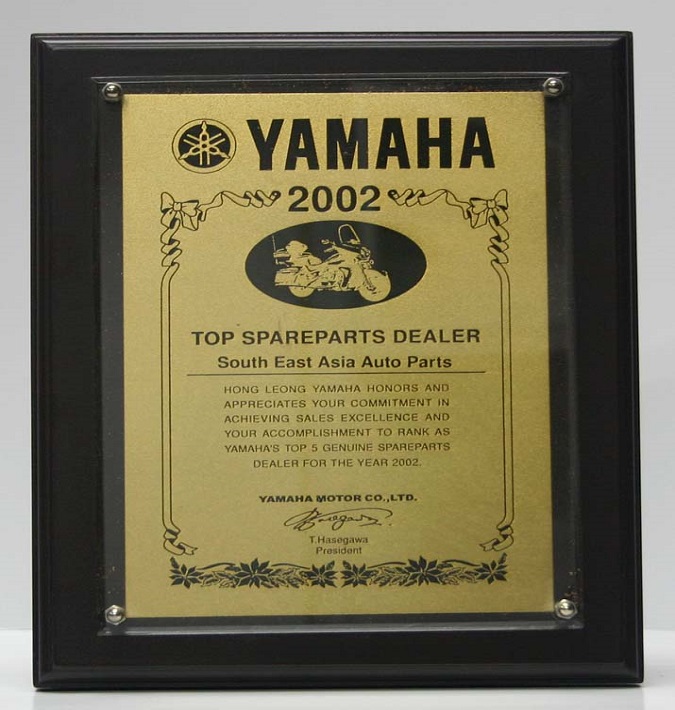 YAMAHA
2002
TOP SPAREPARTS DEALER
South East Asia Auto Parts
HONG LEONG YAMAHA HONORS AND
APPRECIATES YOUR COMMITMENT IN
ACHIEVING SALES EXCELLENCE AND
YOUR ACCOMPLISHMENT TO RANK AS
YAMAHA'S TOP 5 GENUINE SPAREPARTS
DEALER FOR THE YEAR 2002.
YAMAHA MOTOR CO.,LTD.
T.Hasegawa
President